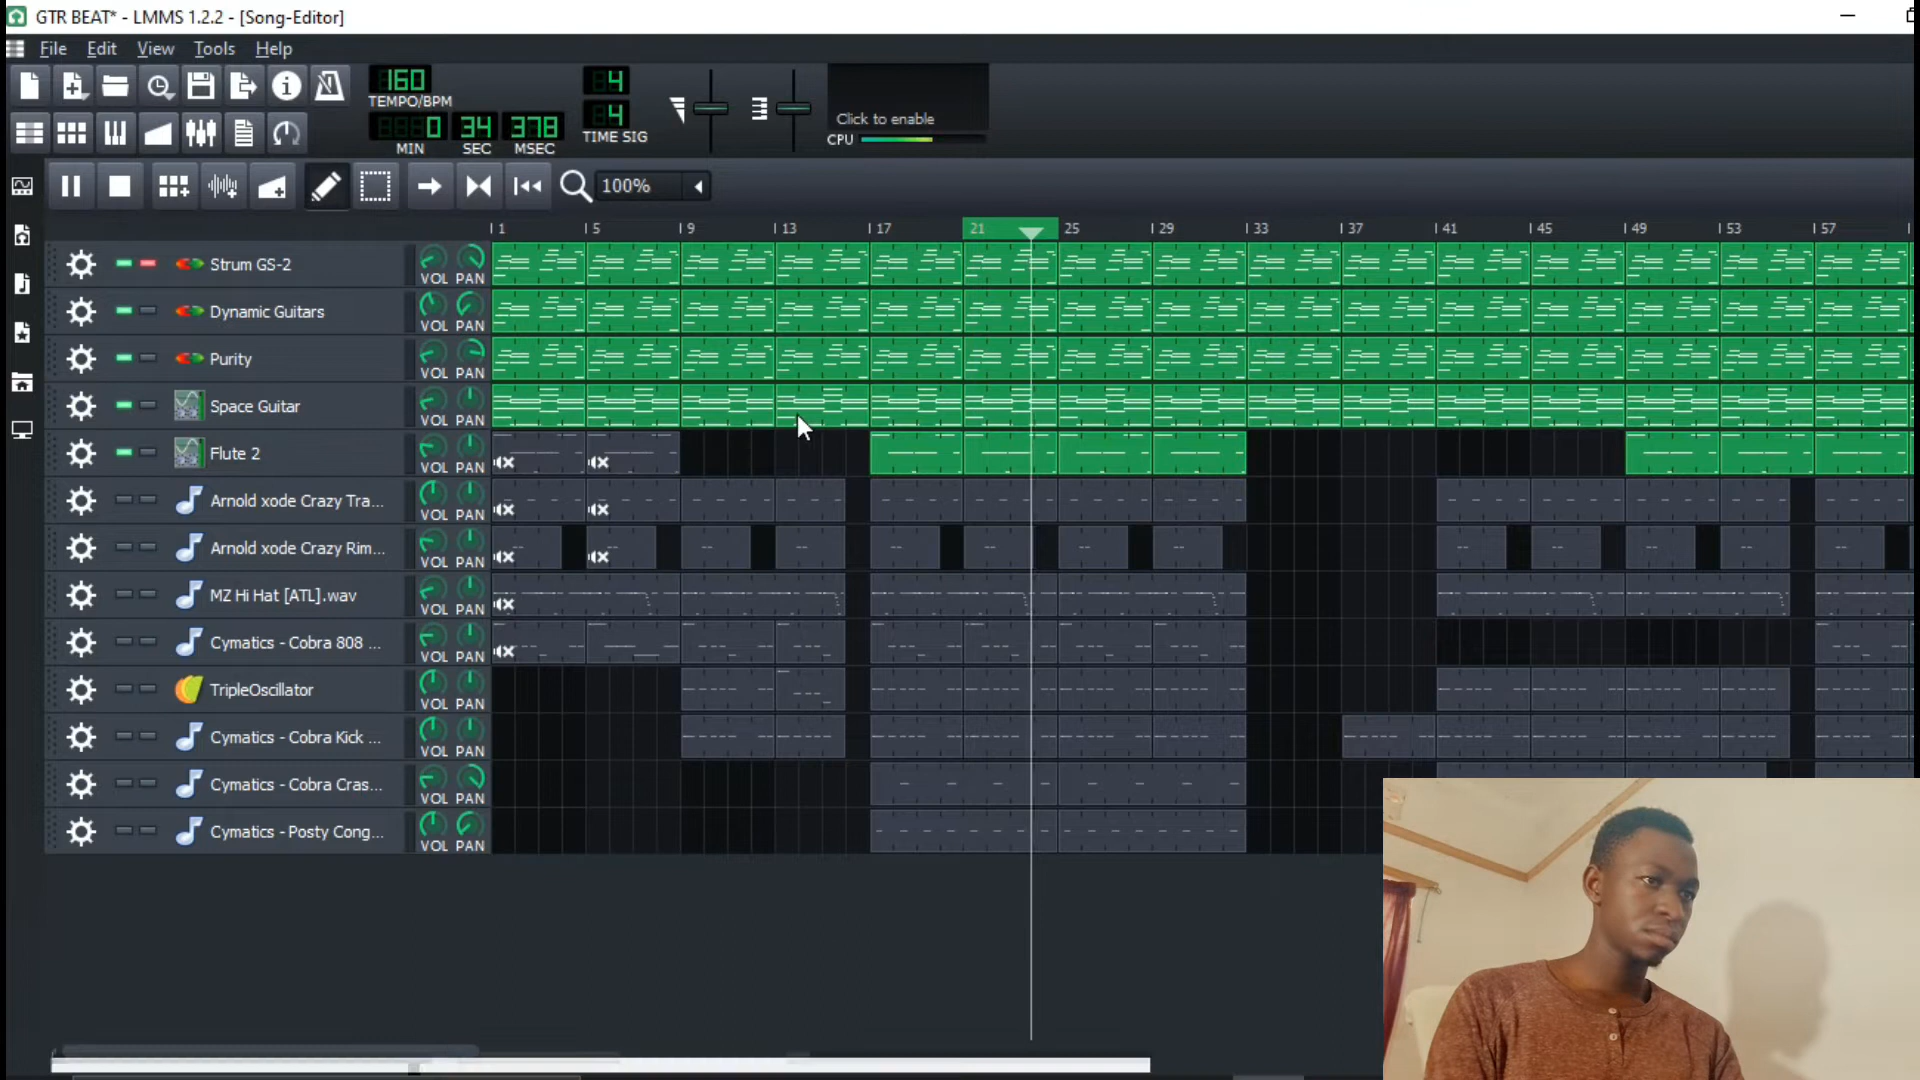 GTR BEAT* - LMMS 1.2.2 - [Song-Editor]
File Edit View Tools Help
160
TEMPO/BPM
4
4
TIME SIG
0 34 378
MIN SEC MSEC
Click to enable
CPU
100%
1 5 9 13 17 21 25 29 33 37 41 45 49 53 57
Strum GS-2 VOL PAN
Dynamic Guitars VOL PAN
Purity VOL PAN
Space Guitar VOL PAN
Flute 2 VOL PAN
Arnold xode Crazy Tra... VOL PAN
Arnold xode Crazy Rim... VOL PAN
MZ Hi Hat [ATL].wav VOL PAN
Cymatics - Cobra 808 ... VOL PAN
TripleOscillator VOL PAN
Cymatics - Cobra Kick ... VOL PAN
Cymatics - Cobra Cras... VOL PAN
Cymatics - Posty Cong... VOL PAN